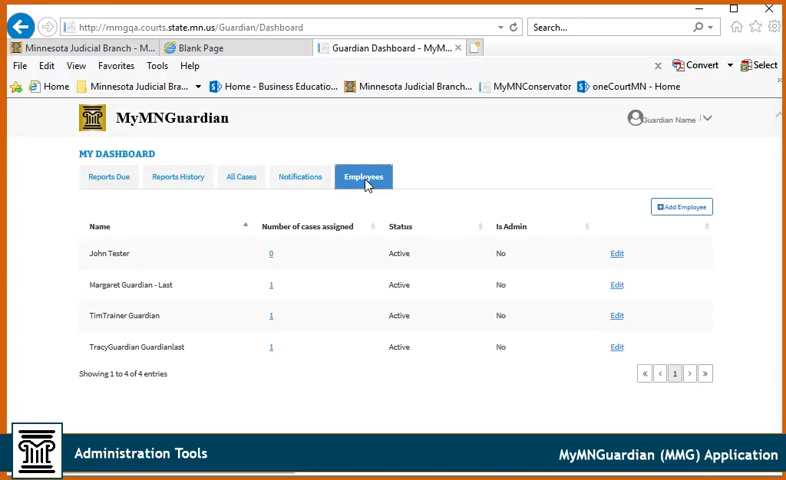 http://mmgqa.courts.state.mn.us/Guardian/Dashboard
Search...
Minnesota Judicial Branch - M...
Blank Page
Guardian Dashboard - MyM...
File Edit View Favorites Tools Help
Convert
Select
Home
Minnesota Judicial Bra...
Home - Business Educatio...
Minnesota Judicial Branch...
MyMNConservator
oneCourtMN - Home
MyMNGuardian
Guardian Name
MY DASHBOARD
Reports Due
Reports History
All Cases
Notifications
Employees
Add Employee
Name Number of cases assigned Status Is Admin
John Tester 0 Active No Edit
Margaret Guardian - Last 1 Active No Edit
TimTrainer Guardian 1 Active No Edit
TracyGuardian Guardianlast 1 Active No Edit
Showing 1 to 4 of 4 entries
« ‹ 1 › »
Administration Tools
MyMNGuardian (MMG) Application